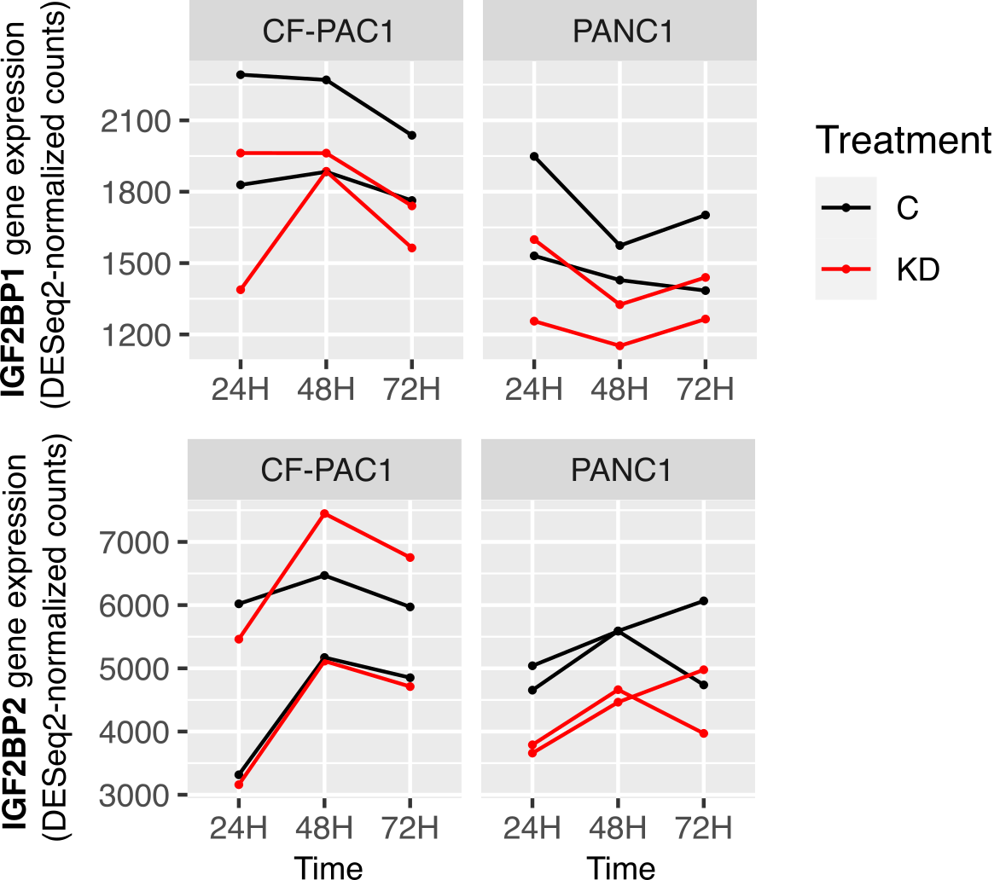 IGF2BP1 gene expression
(DESeq2-normalized counts)
CF-PAC1
PANC1
2100
1800
1500
1200
24H 48H 72H
24H 48H 72H
Treatment
C
KD
IGF2BP2 gene expression
(DESeq2-normalized counts)
CF-PAC1
PANC1
7000
6000
5000
4000
3000
24H 48H 72H
24H 48H 72H
Time
Time